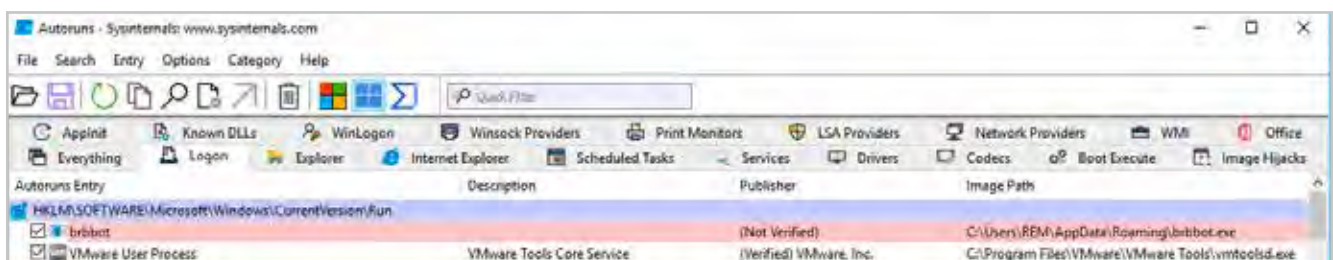 Autoruns - Sysinternals: www.sysinternals.com
File Search Entry Options Category Help
Quick Filter
AppInit Known DLLs WinLogon Winsock Providers Print Monitors LSA Providers Network Providers WMI Office
Everything Logon Explorer Internet Explorer Scheduled Tasks Services Drivers Codecs Boot Execute Image Hijacks
Autoruns Entry Description Publisher Image Path
HKLM\SOFTWARE\Microsoft\Windows\CurrentVersion\Run
brbbot (Not Verified) C:\Users\REM\AppData\Roaming\brbbot.exe
VMware User Process VMware Tools Core Service (Verified) VMware, Inc. C:\Program Files\VMware\VMware Tools\vmtoolsd.exe